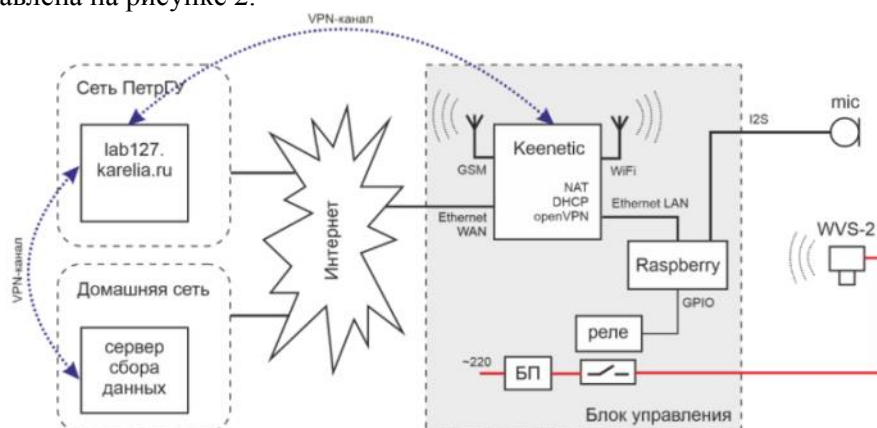 авлена на рисунке 2.
VPN-канал
Сеть ПетрГУ
lab127.
karelia.ru
VPN-канал
Домашняя сеть
сервер
сбора
данных
Интернет
GSM
Keenetic
WiFi
NAT
DHCP
openVPN
Ethernet
WAN
Ethernet LAN
I2S
mic
WVS-2
Raspberry
GPIO
реле
~220
БП
Блок управления